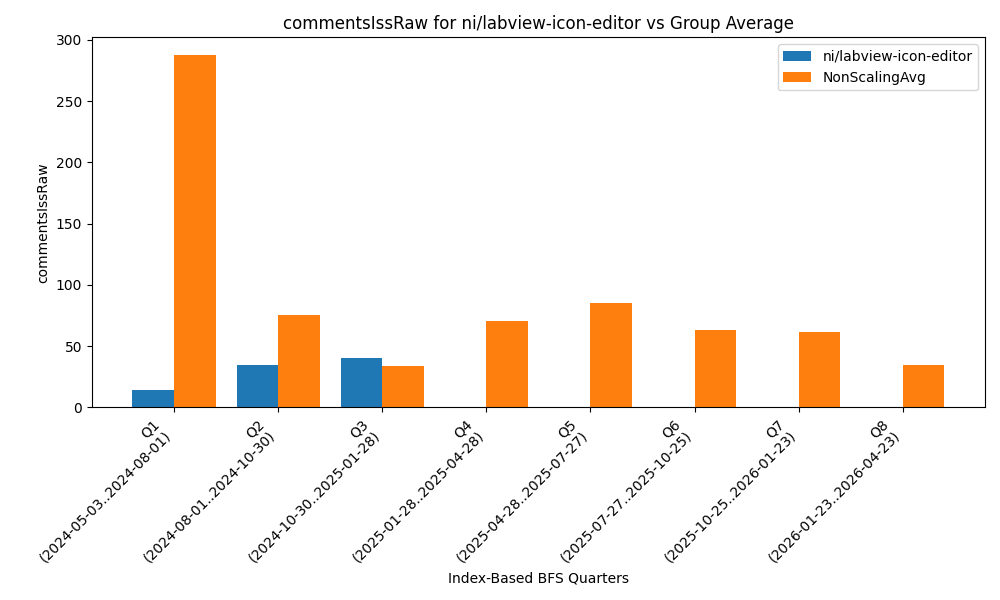 commentsIssRaw for ni/labview-icon-editor vs Group Average
ni/labview-icon-editor
NonScalingAvg
commentsIssRaw
300
250
200
150
100
50
0
Q1
(2024-05-03..2024-08-01)
Q2
(2024-08-01..2024-10-30)
Q3
(2024-10-30..2025-01-28)
Q4
(2025-01-28..2025-04-28)
Q5
(2025-04-28..2025-07-27)
Q6
(2025-07-27..2025-10-25)
Q7
(2025-10-25..2026-01-23)
Q8
(2026-01-23..2026-04-23)
Index-Based BFS Quarters